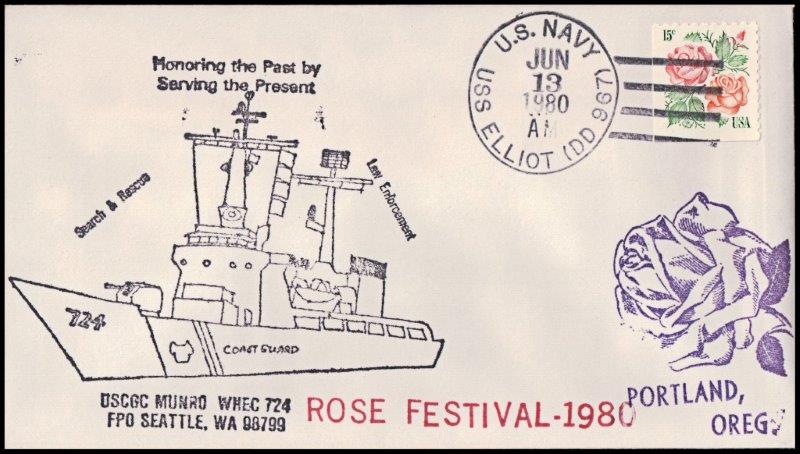 Honoring the Past by
Serving the Present
Search & Rescue
Law Enforcement
724
COAST GUARD
USCGC MUNRO WHEC 724
FPO SEATTLE, WA 98799
ROSE FESTIVAL-1980
U.S. NAVY
JUN
13
1980
AM
USS ELLIOT (DD 967)
15c
USA
PORTLAND,
OREG.